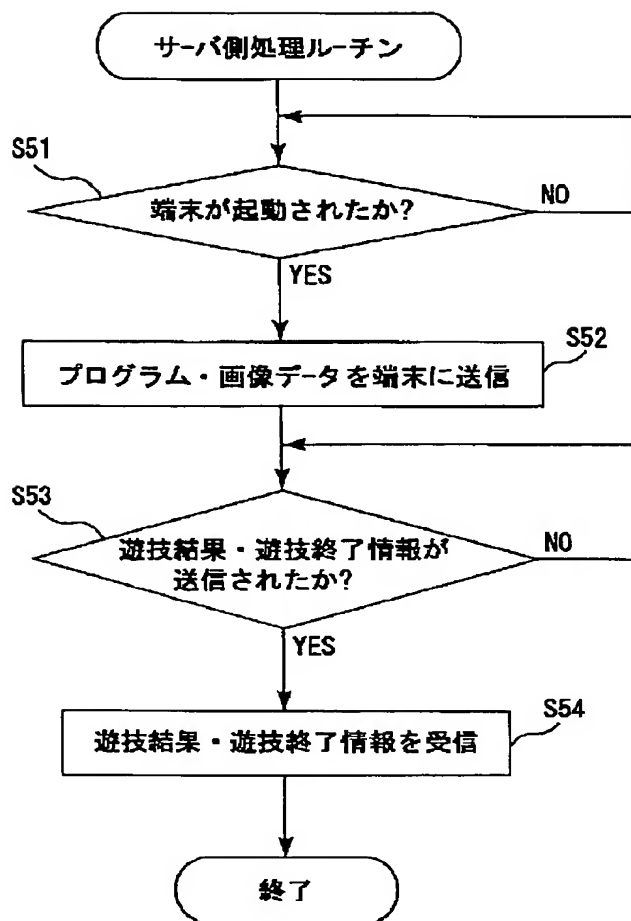 サーバ側処理ルーチン
S51
端末が起動されたか?
NO
YES
S52
プログラム・画像データを端末に送信
S53
遊技結果・遊技終了情報が
送信されたか?
NO
YES
S54
遊技結果・遊技終了情報を受信
終了